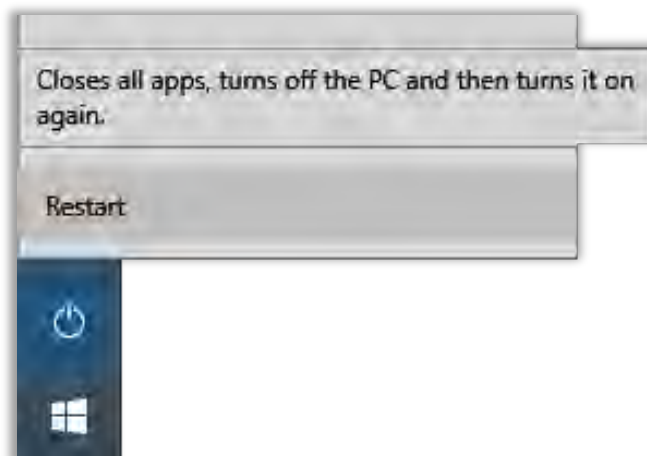 Closes all apps, turns off the PC and then turns it on
again.
Restart